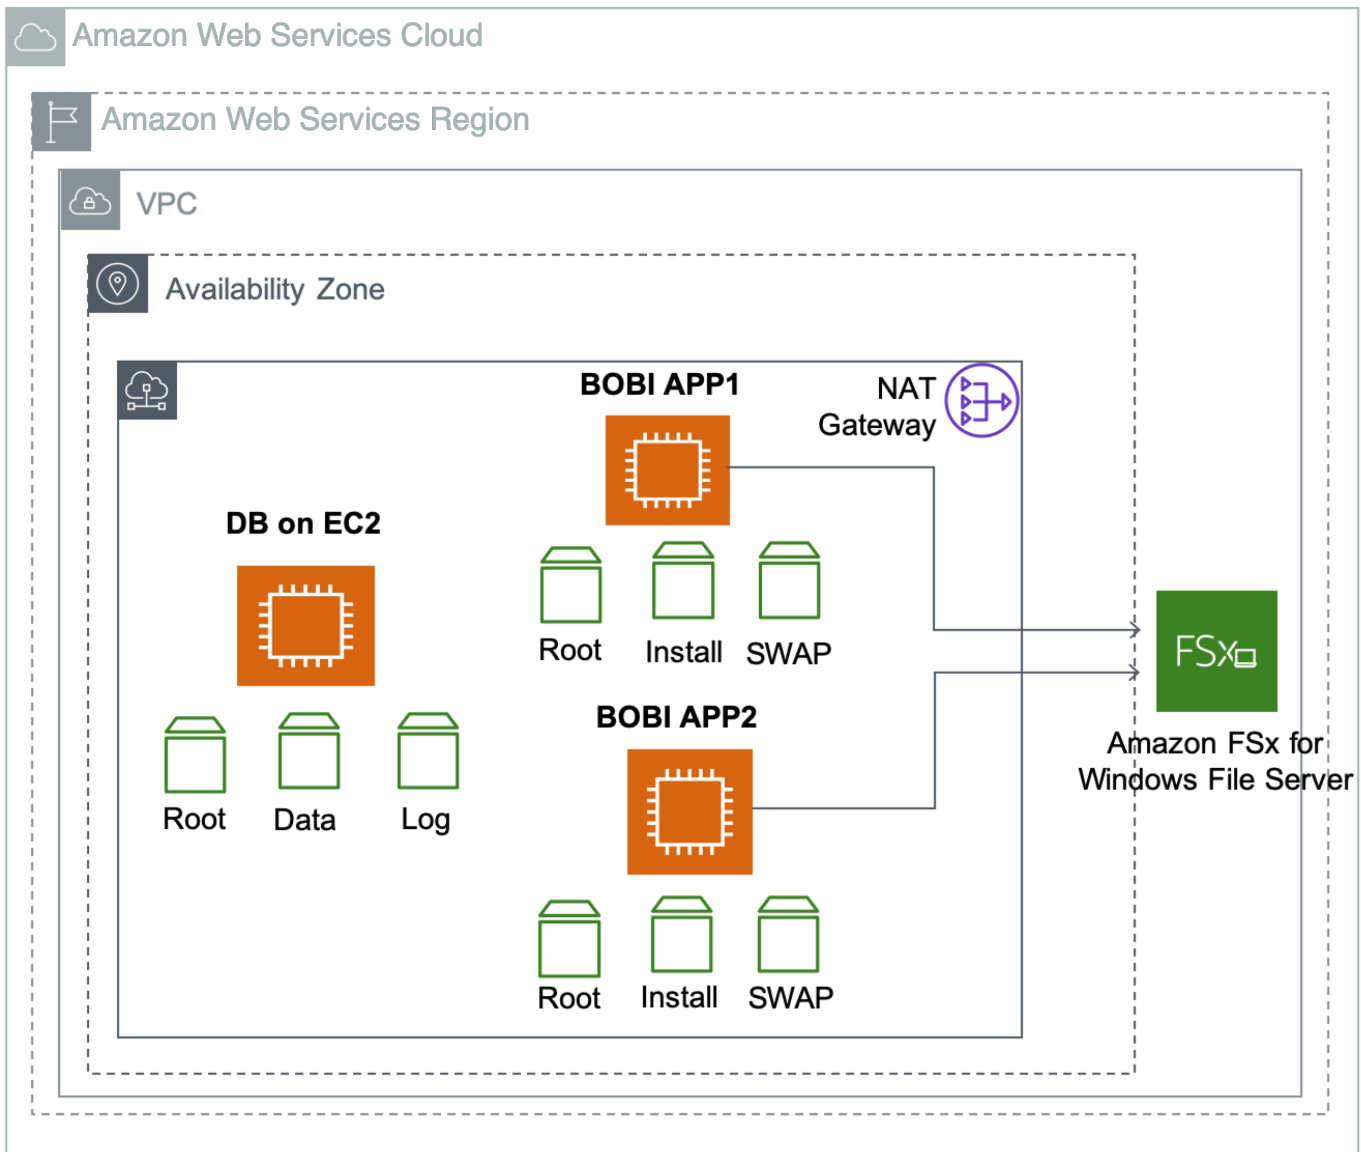 Amazon Web Services Cloud
Amazon Web Services Region
VPC
Availability Zone
BOBI APP1
NAT
Gateway
DB on EC2
Root
Install
SWAP
FSx
BOBI APP2
Amazon FSx for
Windows File Server
Root
Data
Log
Root
Install
SWAP